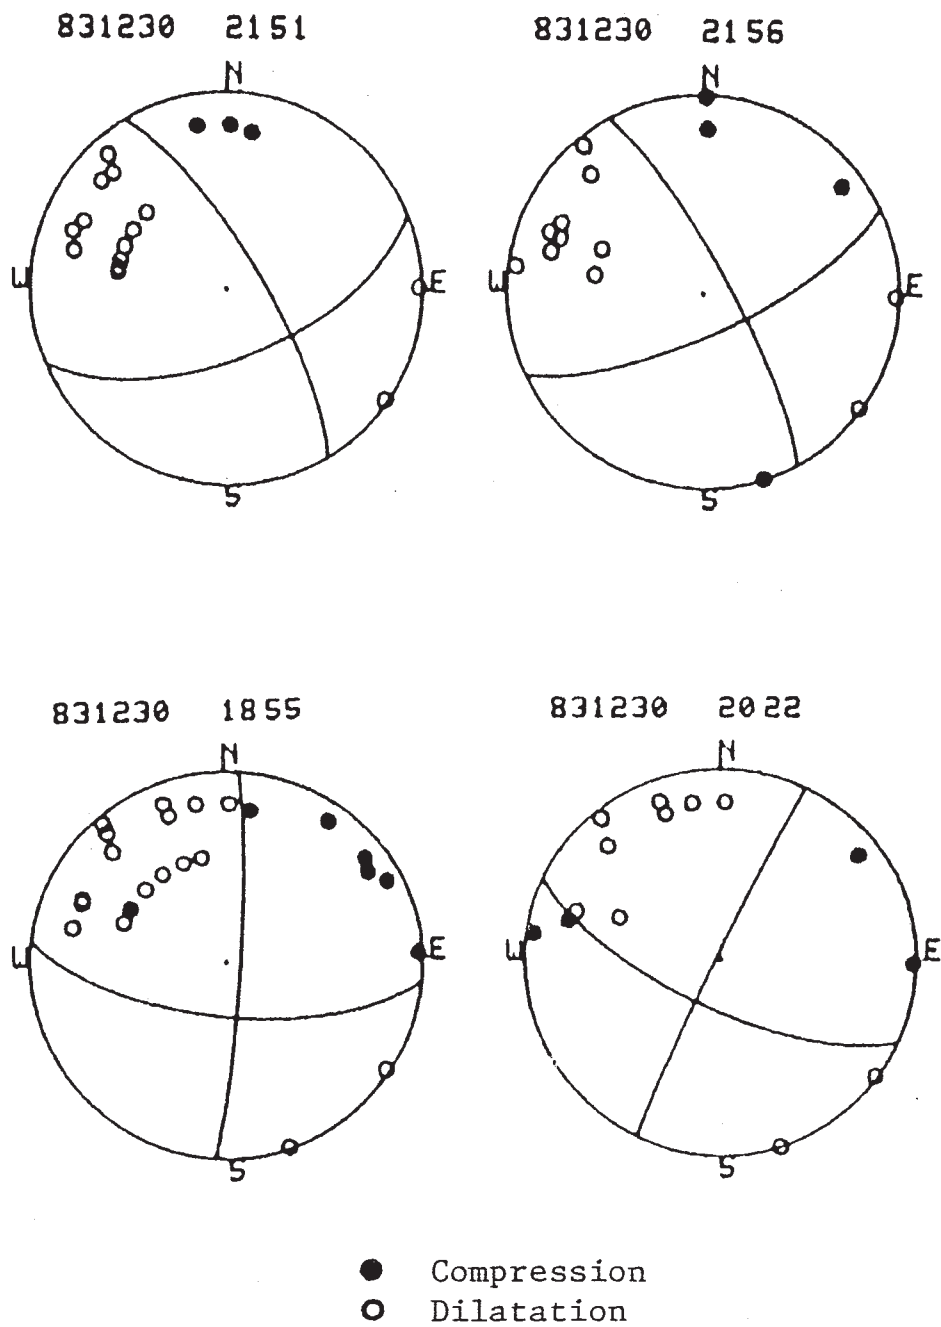 831230 2151
831230 2156
N
N
W
E
W
E
S
S
831230 1855
831230 2022
N
N
W
E
W
E
S
S
Compression
Dilatation